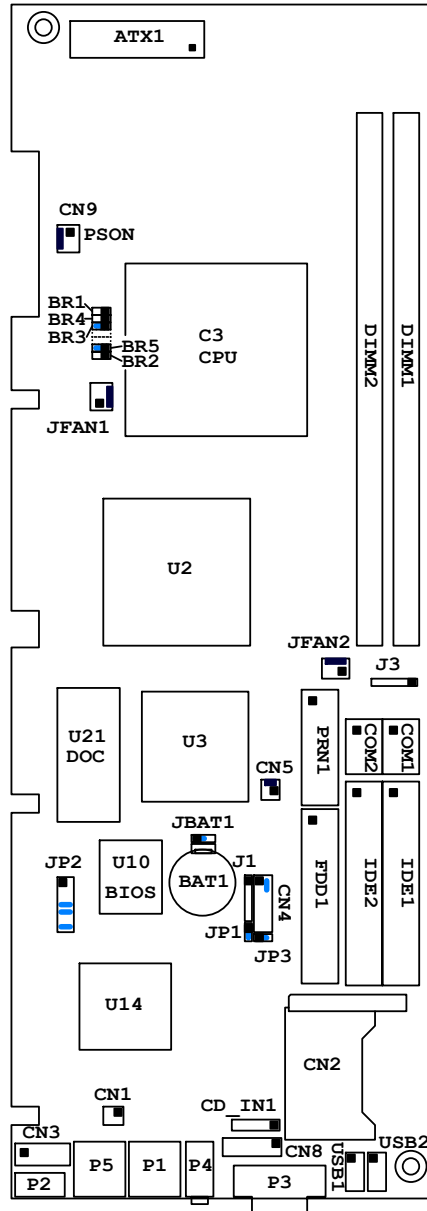 ATX1
CN9
PSON
BR1
BR4
BR3
BR5
BR2
C3
CPU
DIMM2
DIMM1
JFAN1
U2
JFAN2
J3
U21
DOC
U3
CN5
PRN1
COM2
COM1
JBAT1
JP2
U10
BIOS
BAT1
J1
CN4
FDD1
IDE2
IDE1
JP1
JP3
U14
CN2
CN1
CD_IN1
CN3
CN8
USB1
USB2
P2
P5
P1
P4
P3